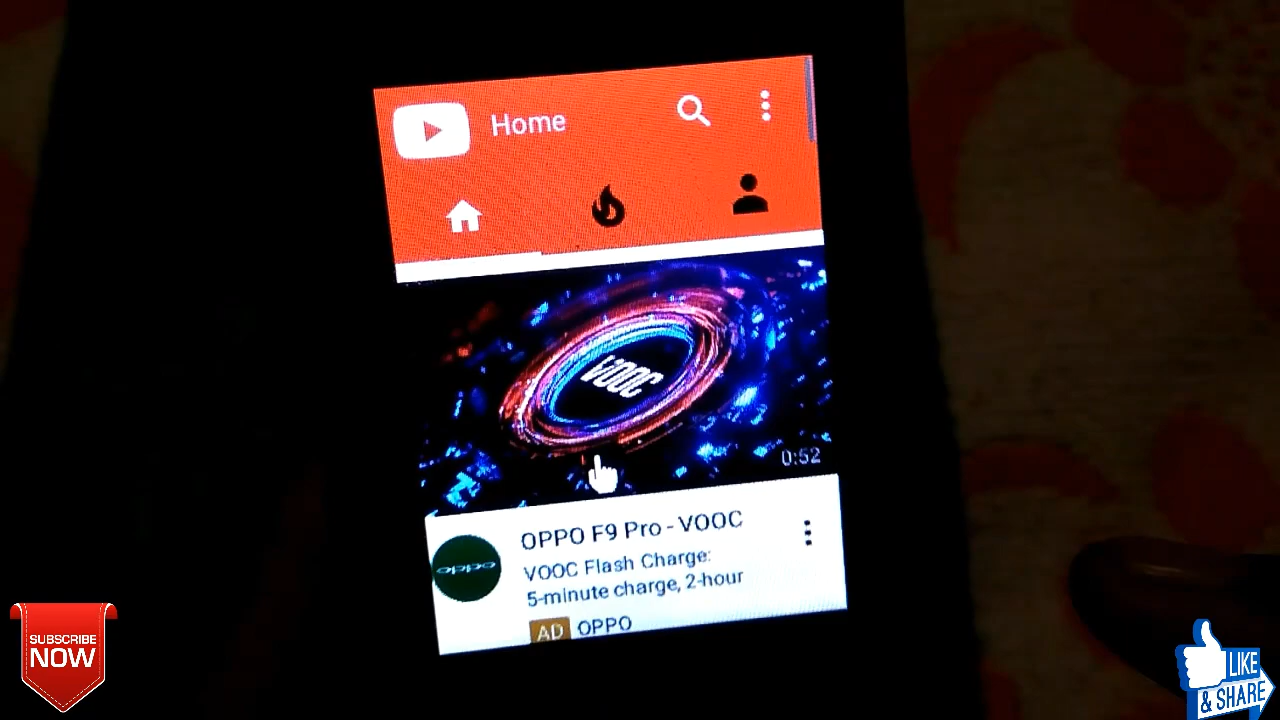 Home
VOOC
0:52
OPPO F9 Pro - VOOC
VOOC Flash Charge:
5-minute charge, 2-hour
oppo
AD OPPO
SUBSCRIBE
NOW
LIKE
& SHARE